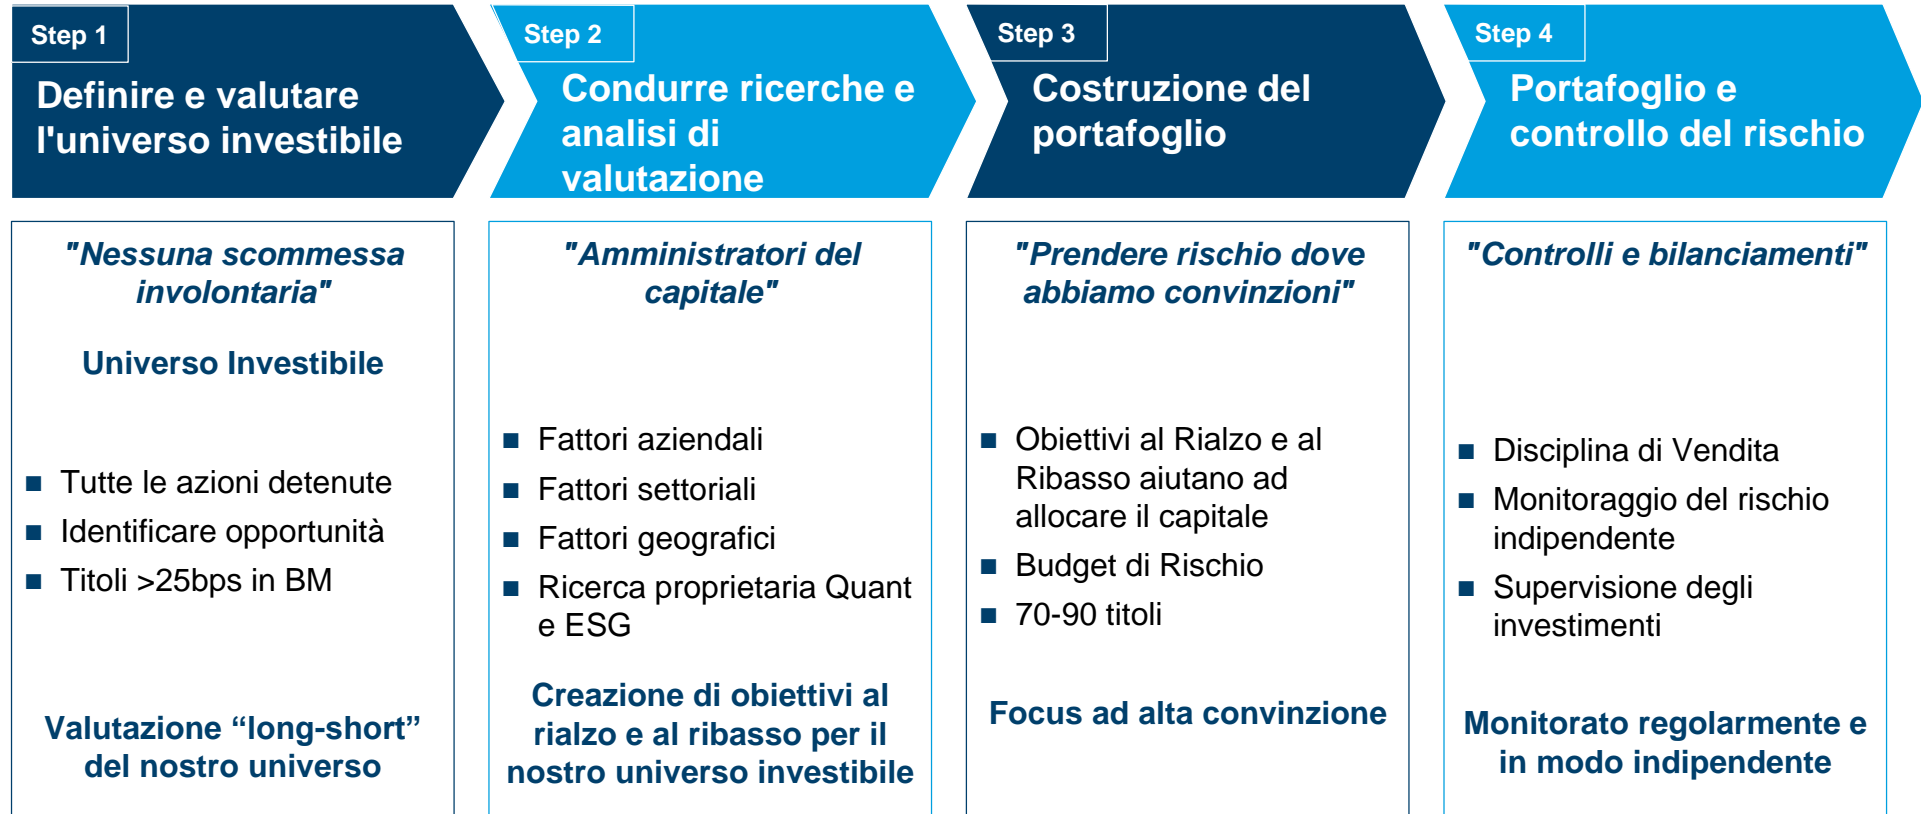 Step 1
Definire e valutare
l'universo investibile
"Nessuna scommessa
involontaria"
Universo Investibile
■ Tutte le azioni detenute
■ Identificare opportunità
■ Titoli >25bps in BM
Valutazione “long-short”
del nostro universo
Step 2
Condurre ricerche e
analisi di
valutazione
"Amministratori del
capitale"
■ Fattori aziendali
■ Fattori settoriali
■ Fattori geografici
■ Ricerca proprietaria Quant
e ESG
Creazione di obiettivi al
rialzo e al ribasso per il
nostro universo investibile
Step 3
Costruzione del
portafoglio
"Prendere rischio dove
abbiamo convinzioni"
■ Obiettivi al Rialzo e al
Ribasso aiutano ad
allocare il capitale
■ Budget di Rischio
■ 70-90 titoli
Focus ad alta convinzione
Step 4
Portafoglio e
controllo del rischio
"Controlli e bilanciamenti"
■ Disciplina di Vendita
■ Monitoraggio del rischio
indipendente
■ Supervisione degli
investimenti
Monitorato regolarmente e
in modo indipendente